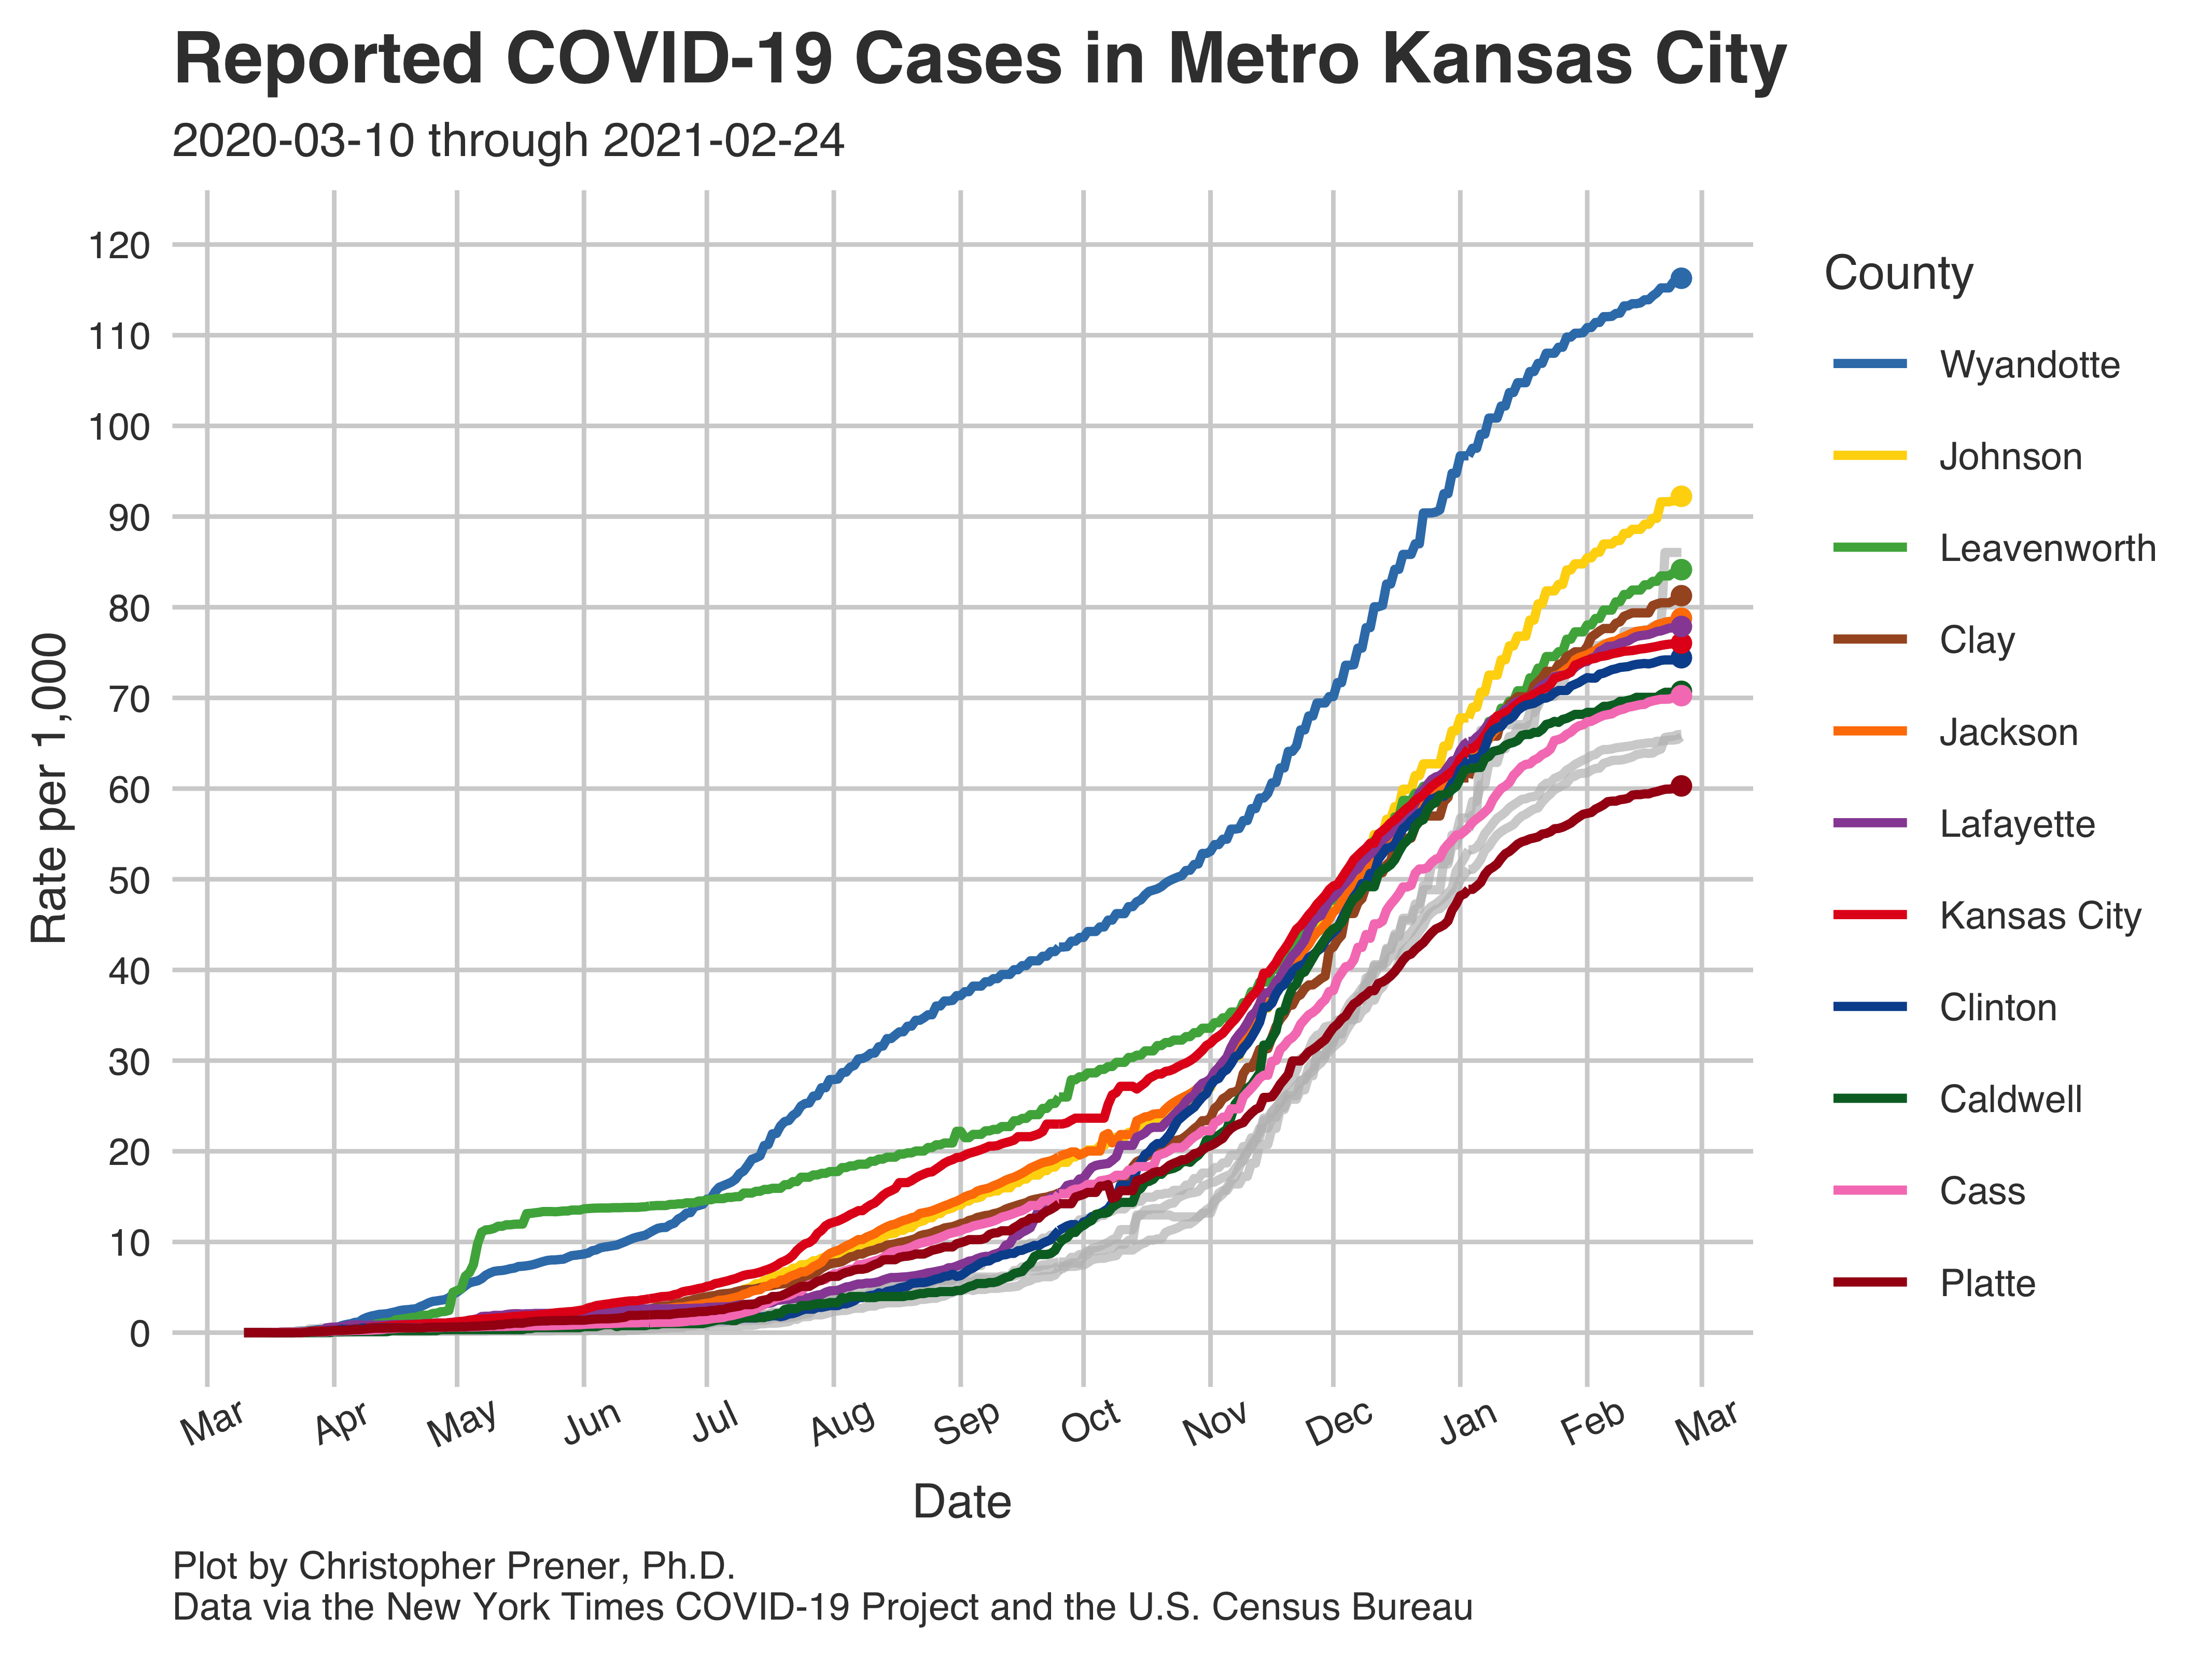 Reported COVID-19 Cases in Metro Kansas City
2020-03-10 through 2021-02-24
Rate per 1,000
120
110
100
90
80
70
60
50
40
30
20
10
0
Mar Apr May Jun Jul Aug Sep Oct Nov Dec Jan Feb Mar
Date
County
Wyandotte
Johnson
Leavenworth
Clay
Jackson
Lafayette
Kansas City
Clinton
Caldwell
Cass
Platte
Plot by Christopher Prener, Ph.D.
Data via the New York Times COVID-19 Project and the U.S. Census Bureau